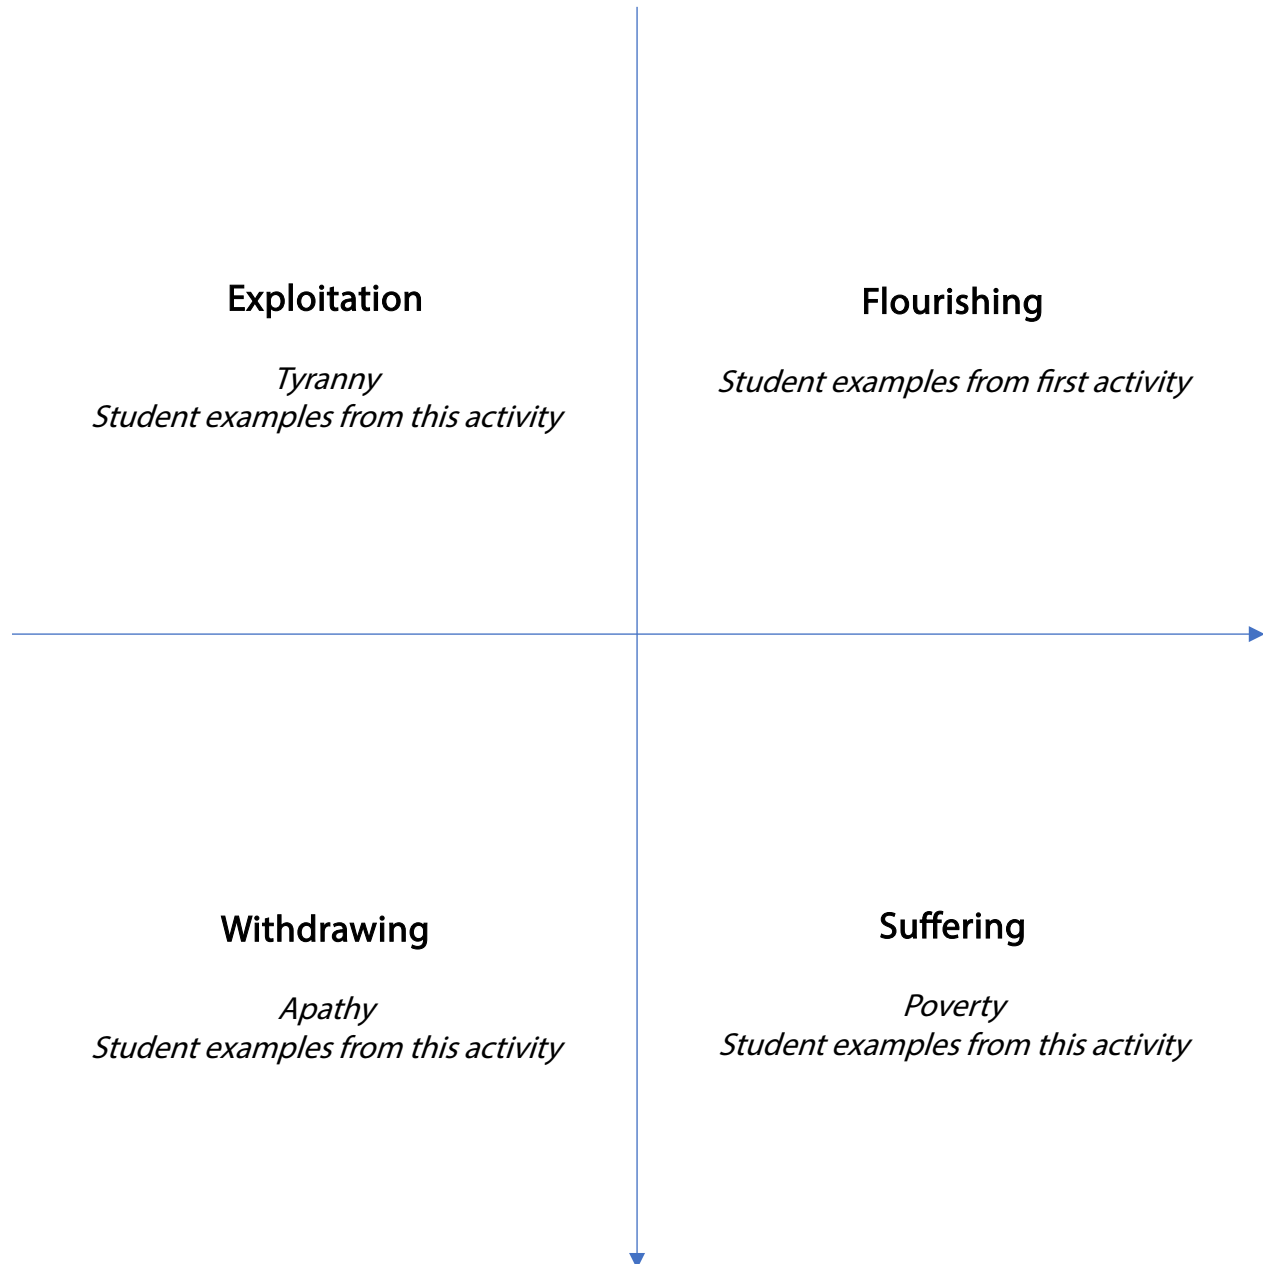 Exploitation
Tyranny
Student examples from this activity
Flourishing
Student examples from first activity
Withdrawing
Apathy
Student examples from this activity
Suffering
Poverty
Student examples from this activity